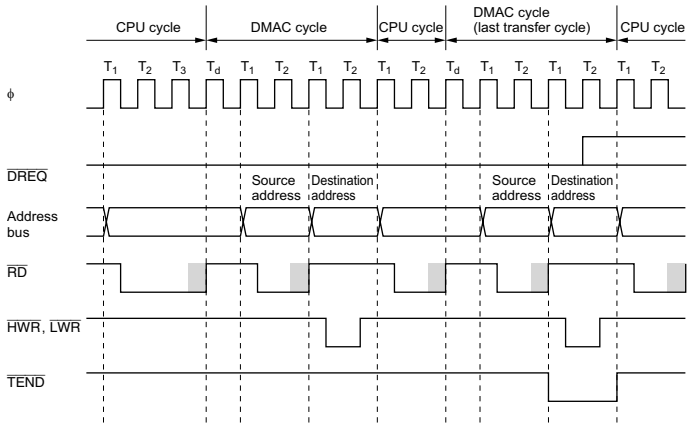 CPU cycle DMAC cycle CPU cycle DMAC cycle (last transfer cycle) CPU cycle
T1 T2 T3 Td T1 T2 T1 T2 T1 T2 Td T1 T2 T1 T2 T1 T2
ϕ
DREQ
Source address Destination address Source address Destination address
Address bus
RD
HWR, LWR
TEND